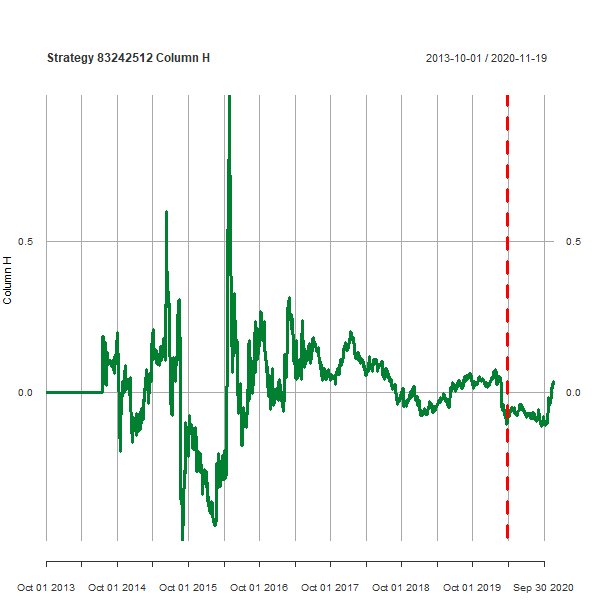 Strategy 83242512 Column H
2013-10-01 / 2020-11-19
Column H
0.5
0.5
0.0
0.0
Oct 01 2013
Oct 01 2014
Oct 01 2015
Oct 01 2016
Oct 01 2017
Oct 01 2018
Oct 01 2019
Sep 30 2020